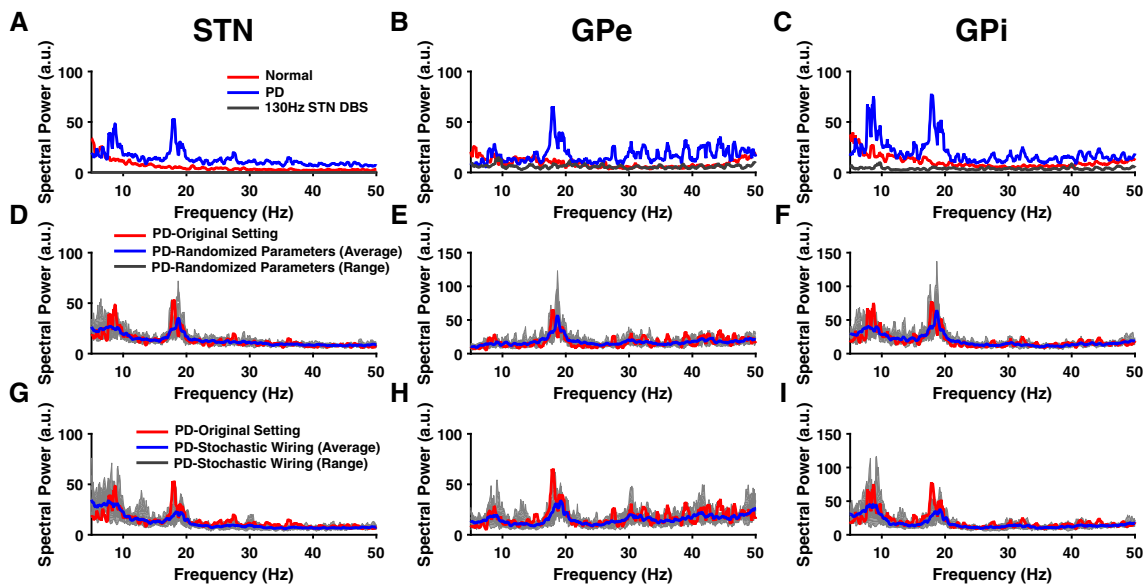 A STN B GPe C GPi
Spectral Power (a.u.) Spectral Power (a.u.) Spectral Power (a.u.)
100 100 100
50 50 50
0 0 0
Normal
PD
130Hz STN DBS
10 20 30 40 50 10 20 30 40 50 10 20 30 40 50
Frequency (Hz) Frequency (Hz) Frequency (Hz)
D E F
Spectral Power (a.u.) Spectral Power (a.u.) Spectral Power (a.u.)
100 150 150
50 100 100
0 50 50
0 0
PD-Original Setting
PD-Randomized Parameters (Average)
PD-Randomized Parameters (Range)
10 20 30 40 50 10 20 30 40 50 10 20 30 40 50
Frequency (Hz) Frequency (Hz) Frequency (Hz)
G H I
Spectral Power (a.u.) Spectral Power (a.u.) Spectral Power (a.u.)
100 100 150
50 50 100
0 0 50
0
PD-Original Setting
PD-Stochastic Wiring (Average)
PD-Stochastic Wiring (Range)
10 20 30 40 50 10 20 30 40 50 10 20 30 40 50
Frequency (Hz) Frequency (Hz) Frequency (Hz)